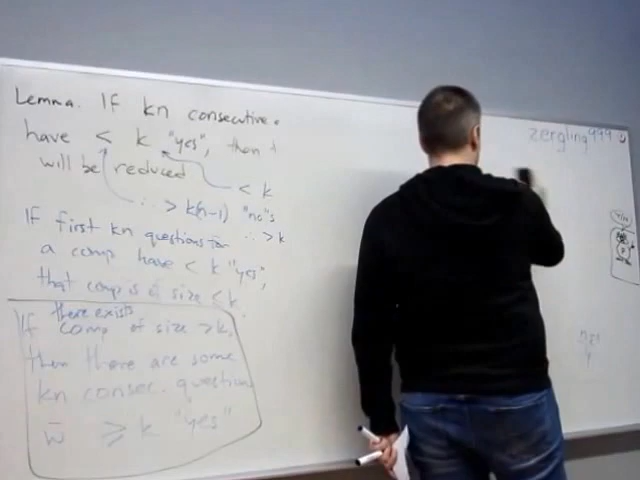 Lemma. If kn consecutive
have < k "yes", then
will be reduced
< k
∴ > k(n-1) "no"s
∴ > k
If first kn questions for
a comp have < k "yes",
that comp is of size < k.
there exists
If comp of size > k,
then there are some
kn consec. question
w̄ ≥ k "yes"
zergling999